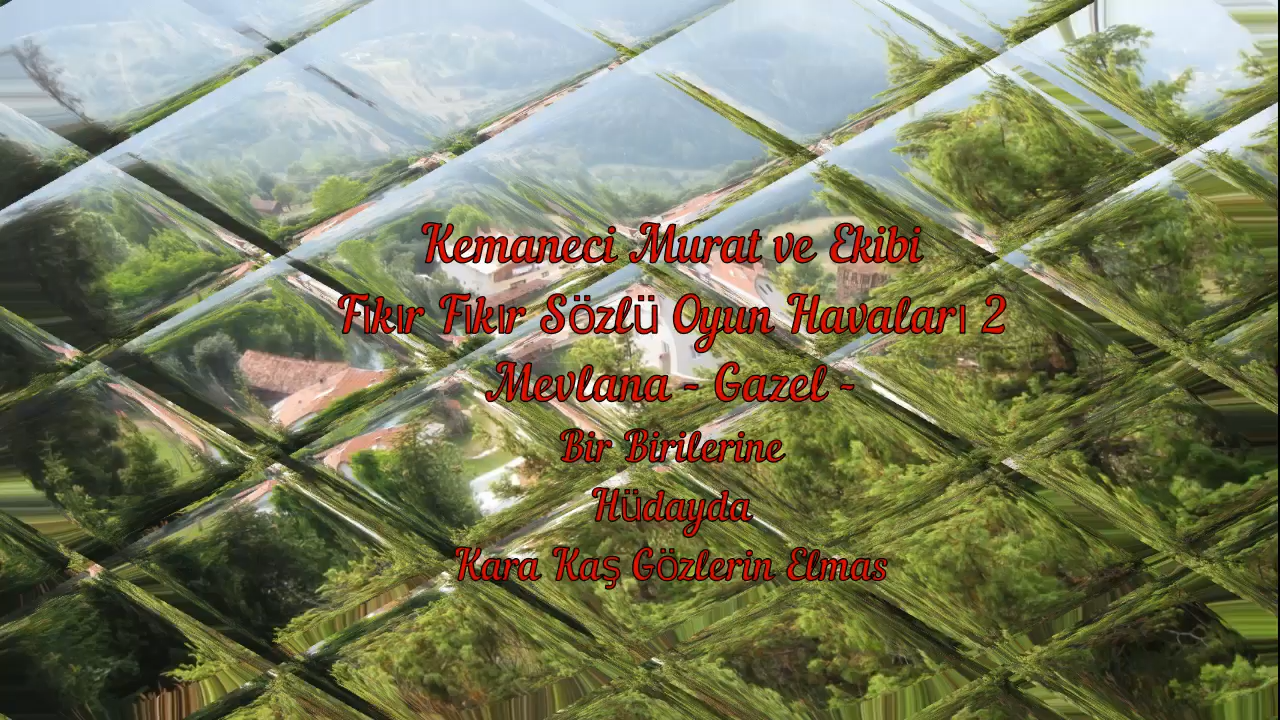 Kemaneci Murat ve Ekibi
Fıkır Fıkır Sözlü Oyun Havaları 2
Mevlana - Gazel -
Bir Birilerine
Hüdayda
Kara Kaş Gözlerin Elmas